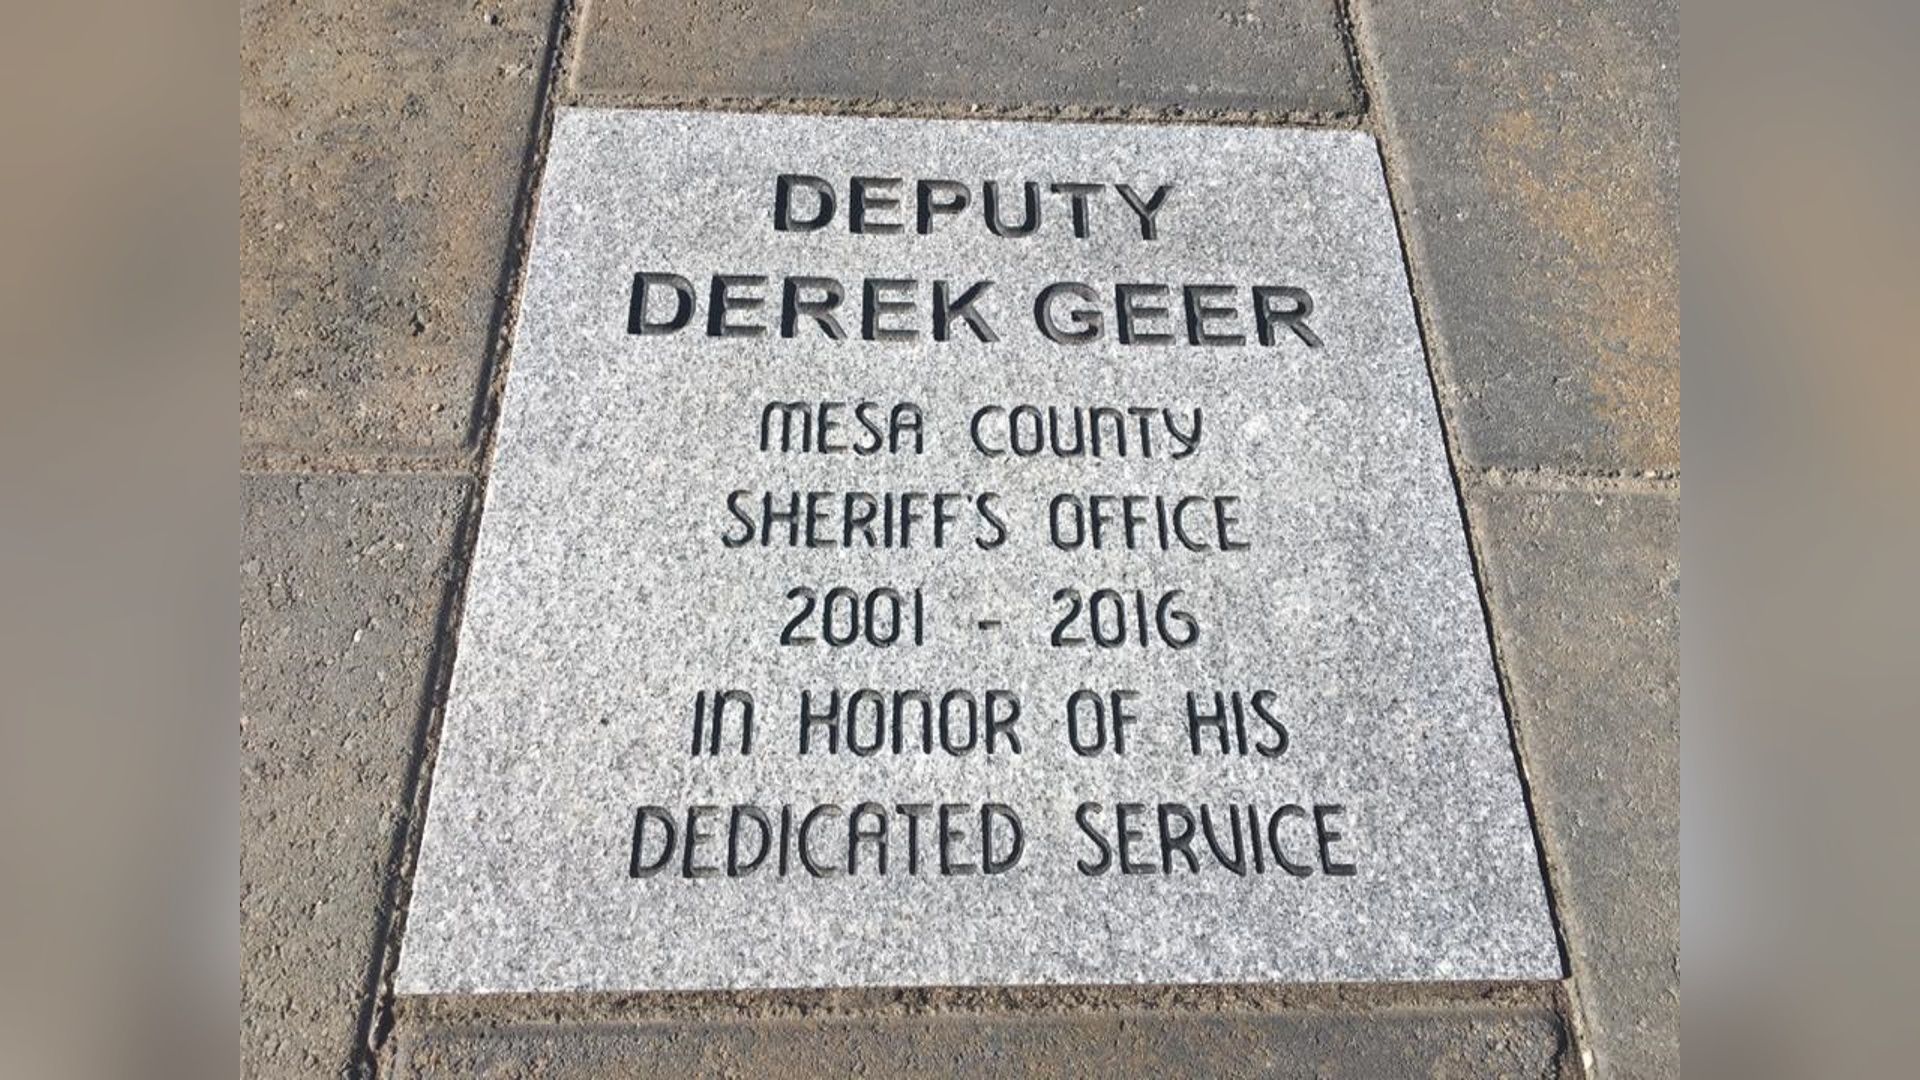 DEPUTY
DEREK GEER
MESA COUNTY
SHERIFF'S OFFICE
2001 - 2016
IN HONOR OF HIS
DEDICATED SERVICE